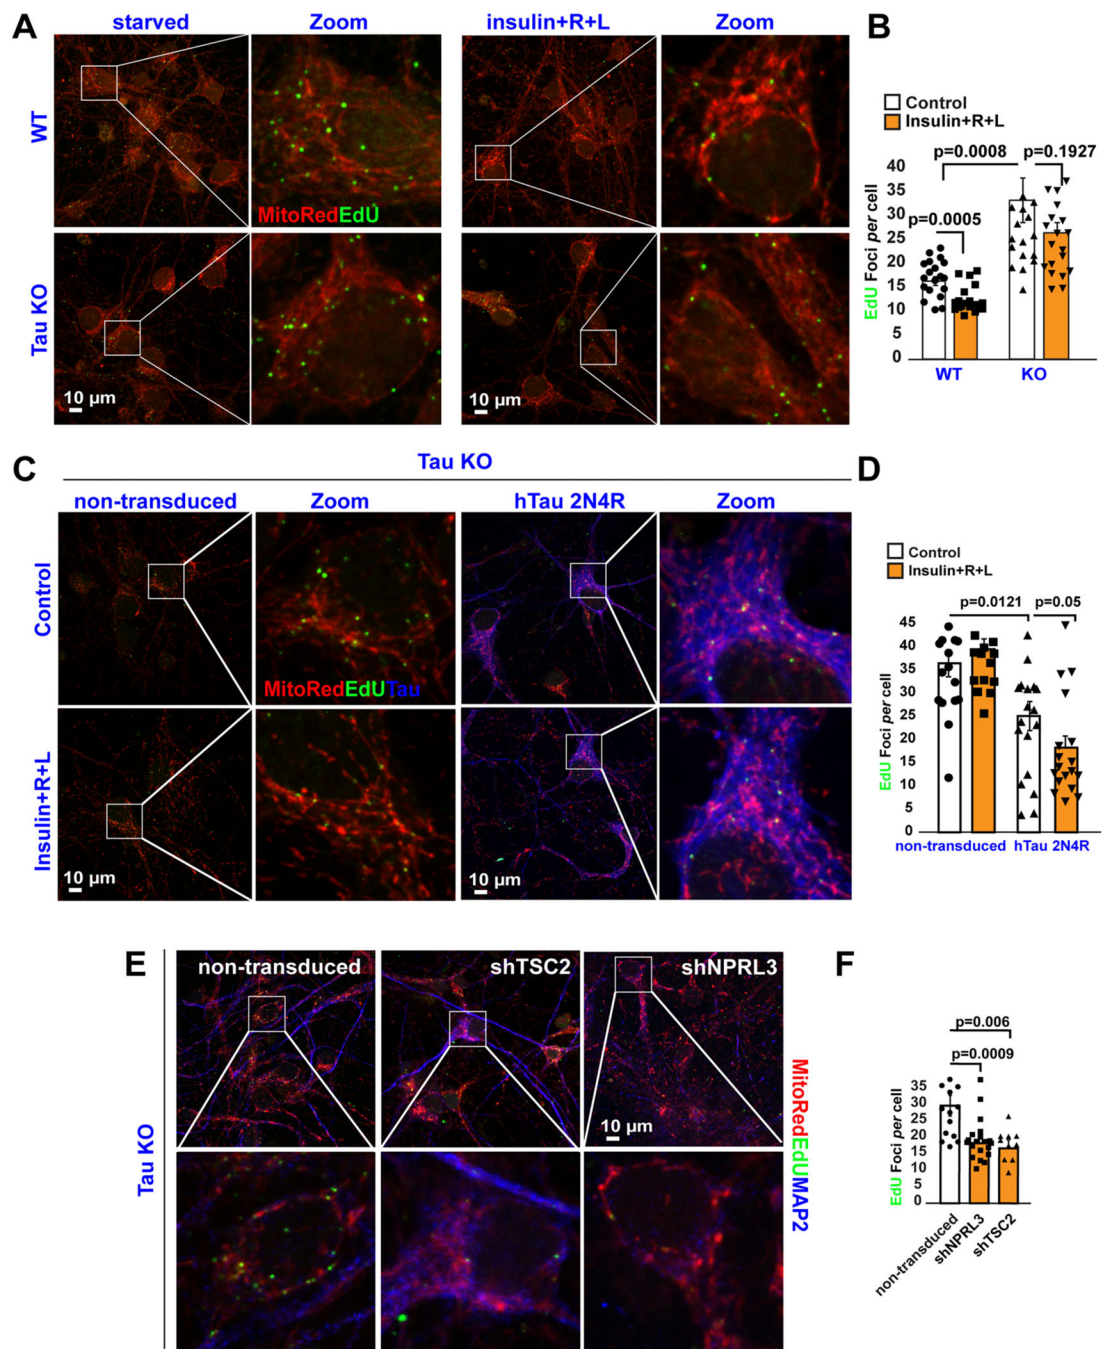 A
starved
Zoom
insulin+R+L
Zoom
WT
MitoRedEdU
Tau KO
10 µm
10 µm
B
Control
Insulin+R+L
p=0.0008
p=0.1927
p=0.0005
EdU Foci per cell
40
35
30
25
20
15
10
5
0
WT
KO
C
Tau KO
non-transduced
Zoom
hTau 2N4R
Zoom
Control
MitoRedEdUTau
Insulin+R+L
10 µm
10 µm
D
Control
Insulin+R+L
p=0.0121
p=0.05
EdU Foci per cell
45
40
35
30
25
20
15
10
5
0
non-transduced
hTau 2N4R
E
Tau KO
non-transduced
shTSC2
shNPRL3
10 µm
MitoRedEdUMAP2
F
p=0.006
p=0.0009
EdU Foci per cell
35
30
25
20
15
10
5
0
non-transduced
shNPRL3
shTSC2